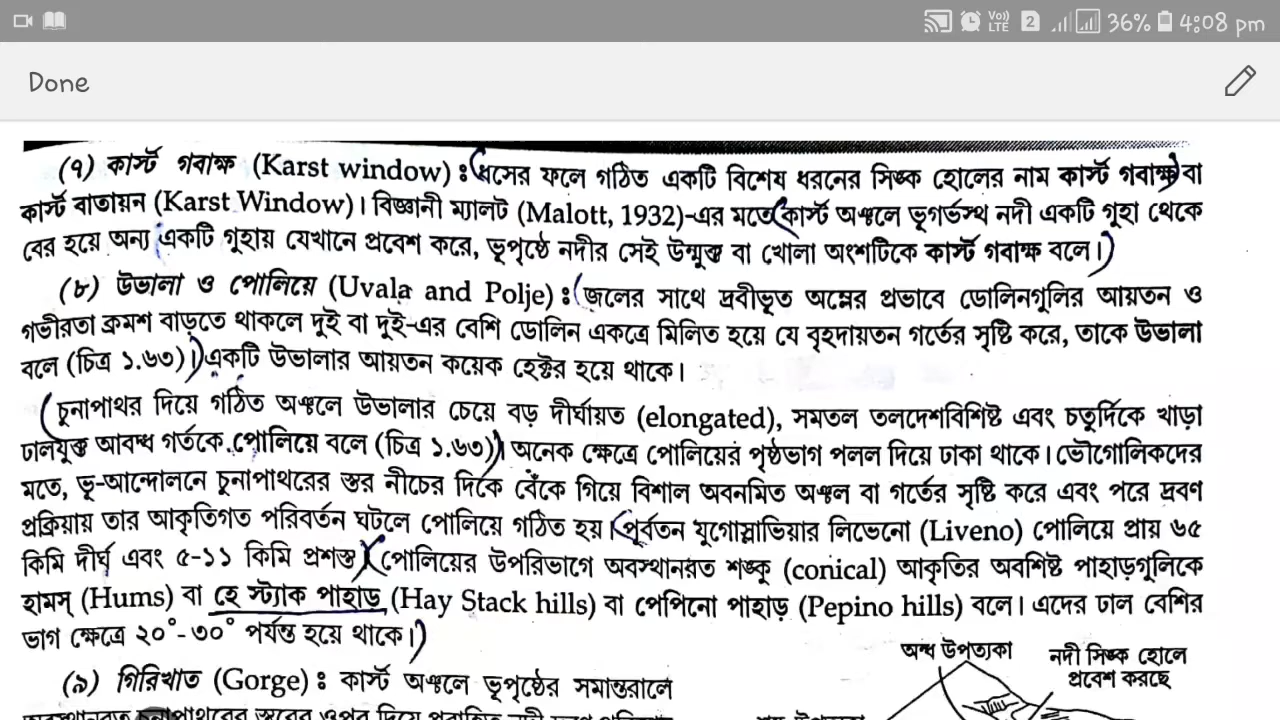 Vo)) LTE 2 36% 4:08 pm
Done
(৭) কার্স্ট গবাক্ষ (Karst window) : ধসের ফলে গঠিত একটি বিশেষ ধরনের সিঙ্ক হোলের নাম কার্স্ট গবাক্ষ বা
কার্স্ট বাতায়ন (Karst Window)। বিজ্ঞানী ম্যালট (Malott, 1932)-এর মতে কার্স্ট অঞ্চলে ভূগর্ভস্থ নদী একটি গুহা থেকে
বের হয়ে অন্য একটি গুহায় যেখানে প্রবেশ করে, ভূপৃষ্ঠে নদীর সেই উন্মুক্ত বা খোলা অংশটিকে কার্স্ট গবাক্ষ বলে।
(৮) উভালা ও পোলিয়ে (Uvala and Polje) : জলের সাথে দ্রবীভূত অম্লের প্রভাবে ডোলিনগুলির আয়তন ও
গভীরতা ক্রমশ বাড়তে থাকলে দুই বা দুই-এর বেশি ডোলিন একত্রে মিলিত হয়ে যে বৃহদায়তন গর্তের সৃষ্টি করে, তাকে উভালা
বলে (চিত্র ১.৬৩)। একটি উভালার আয়তন কয়েক হেক্টর হয়ে থাকে।
চুনাপাথর দিয়ে গঠিত অঞ্চলে উভালার চেয়ে বড় দীর্ঘায়ত (elongated), সমতল তলদেশবিশিষ্ট এবং চতুর্দিকে খাড়া
ঢালযুক্ত আবদ্ধ গর্তকে পোলিয়ে বলে (চিত্র ১.৬৩)। অনেক ক্ষেত্রে পোলিয়ের পৃষ্ঠভাগ পলল দিয়ে ঢাকা থাকে। ভৌগোলিকদের
মতে, ভূ-আন্দোলনে চুনাপাথরের স্তর নীচের দিকে বেঁকে গিয়ে বিশাল অবনমিত অঞ্চল বা গর্তের সৃষ্টি করে এবং পরে দ্রবণ
প্রক্রিয়ায় তার আকৃতিগত পরিবর্তন ঘটলে পোলিয়ে গঠিত হয়। পূর্বতন যুগোস্লাভিয়ার লিভেনো (Liveno) পোলিয়ে প্রায় ৬৫
কিমি দীর্ঘ এবং ৫-১১ কিমি প্রশস্ত। পোলিয়ের উপরিভাগে অবস্থানরত শঙ্কু (conical) আকৃতির অবশিষ্ট পাহাড়গুলিকে
হামস্ (Hums) বা হে স্ট্যাক পাহাড় (Hay Stack hills) বা পেপিনো পাহাড় (Pepino hills) বলে। এদের ঢাল বেশির
ভাগ ক্ষেত্রে ২০°-৩০° পর্যন্ত হয়ে থাকে।
অন্ধ উপত্যকা
নদী সিঙ্ক হোলে
প্রবেশ করছে
(৯) গিরিখাত (Gorge) : কার্স্ট অঞ্চলে ভূপৃষ্ঠের সমান্তরালে